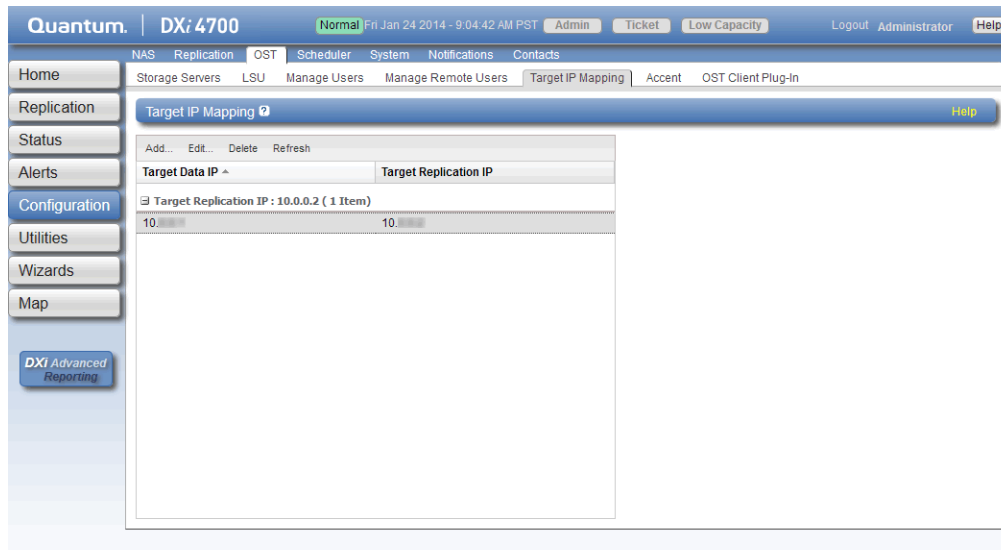 Quantum. DXi 4700 Normal Fri Jan 24 2014 - 9:04:42 AM PST Admin Ticket Low Capacity Logout Administrator Help
NAS Replication OST Scheduler System Notifications Contacts
Storage Servers LSU Manage Users Manage Remote Users Target IP Mapping Accent OST Client Plug-In
Home
Replication
Status
Alerts
Configuration
Utilities
Wizards
Map
DXi Advanced
Reporting
Target IP Mapping ? Help
Add... Edit... Delete Refresh
Target Data IP Target Replication IP
Target Replication IP : 10.0.0.2 ( 1 Item)
10. 10.